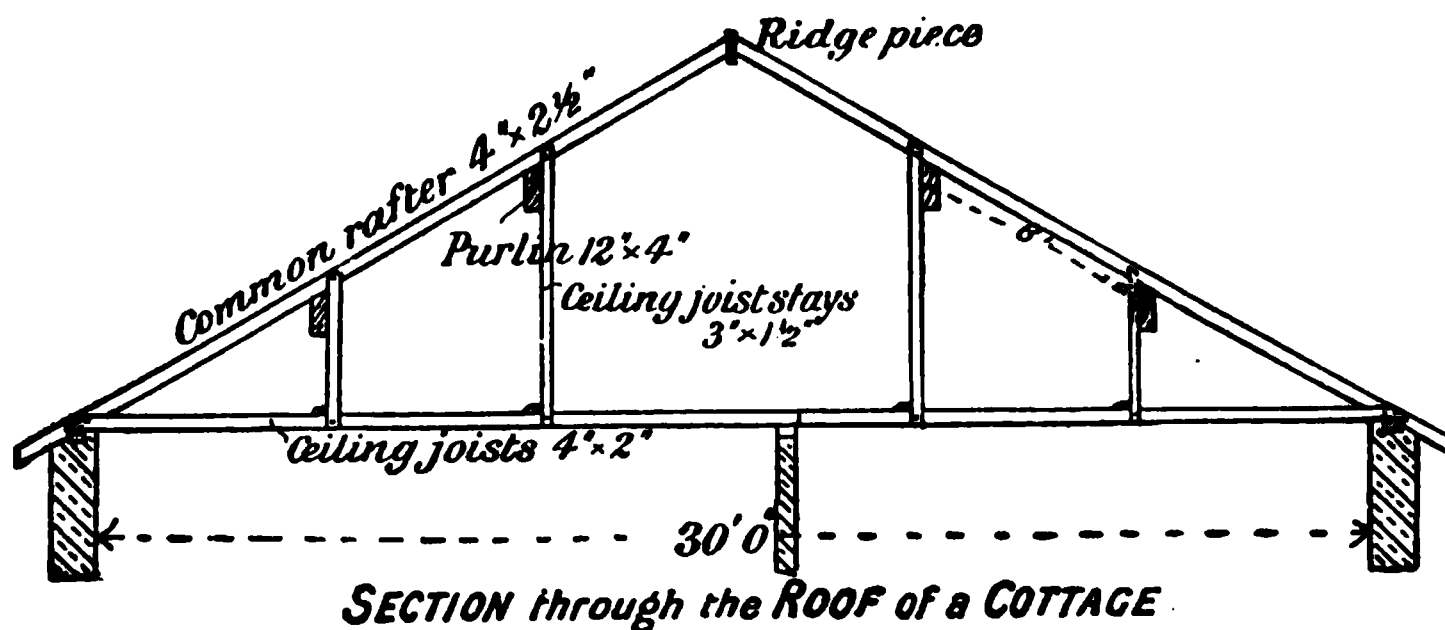 Ridge piece
Common rafter 4"×2½"
Purlin 12"×4"
Ceiling joist stays
3"×1½"
Ceiling joists 4"×2"
30'0"
SECTION through the ROOF of a COTTAGE